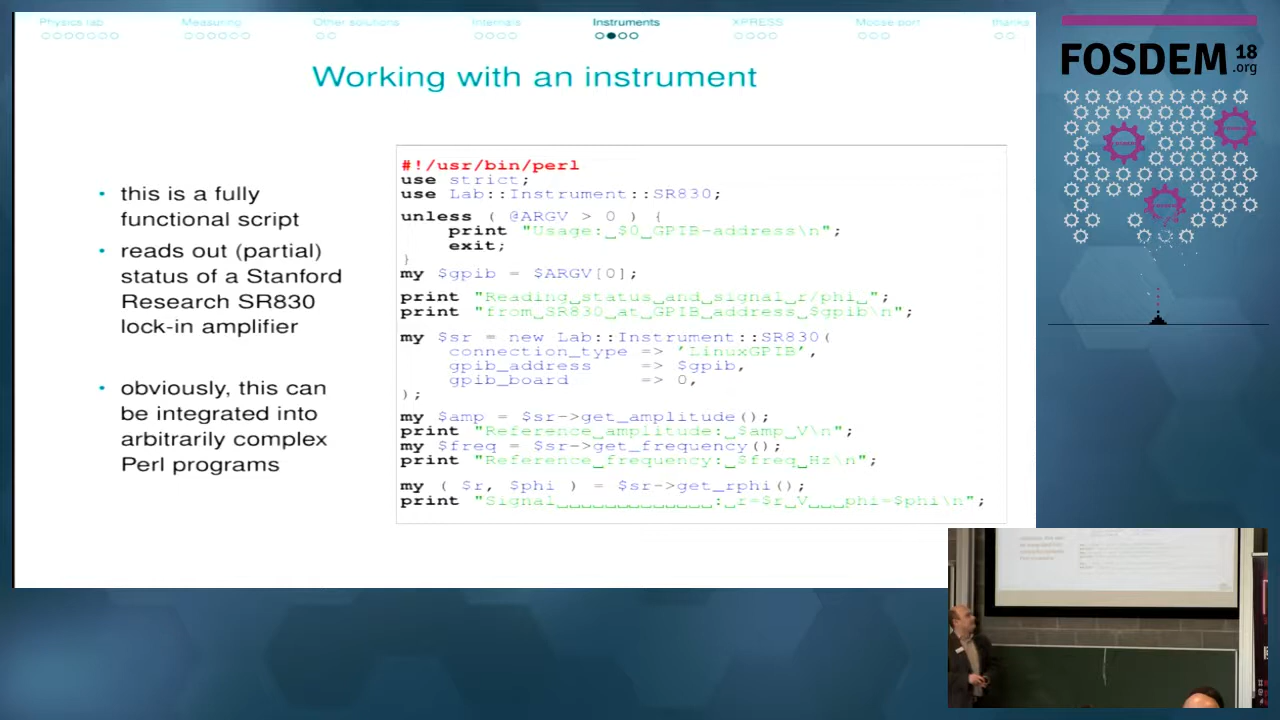 Physics lab
Measuring
Other solutions
Internals
Instruments
XPRESS
Moose port
thanks
Working with an instrument
• this is a fully
functional script
• reads out (partial)
status of a Stanford
Research SR830
lock-in amplifier
• obviously, this can
be integrated into
arbitrarily complex
Perl programs
#!/usr/bin/perl
use strict;
use Lab::Instrument::SR830;
unless ( @ARGV > 0 ) {
print "Usage:␣$0␣GPIB-address\n";
exit;
}
my $gpib = $ARGV[0];
print "Reading␣status␣and␣signal␣r/phi␣";
print "from␣SR830␣at␣GPIB␣address␣$gpib\n";
my $sr = new Lab::Instrument::SR830(
connection_type => 'LinuxGPIB',
gpib_address => $gpib,
gpib_board => 0,
);
my $amp = $sr->get_amplitude();
print "Reference␣amplitude:␣$amp␣V\n";
my $freq = $sr->get_frequency();
print "Reference␣frequency:␣$freq␣Hz\n";
my ( $r, $phi ) = $sr->get_rphi();
print "Signal␣␣␣␣␣␣␣␣␣␣␣␣␣:␣r=$r␣V␣␣␣phi=$phi\n";
FOSDEM 18
.org